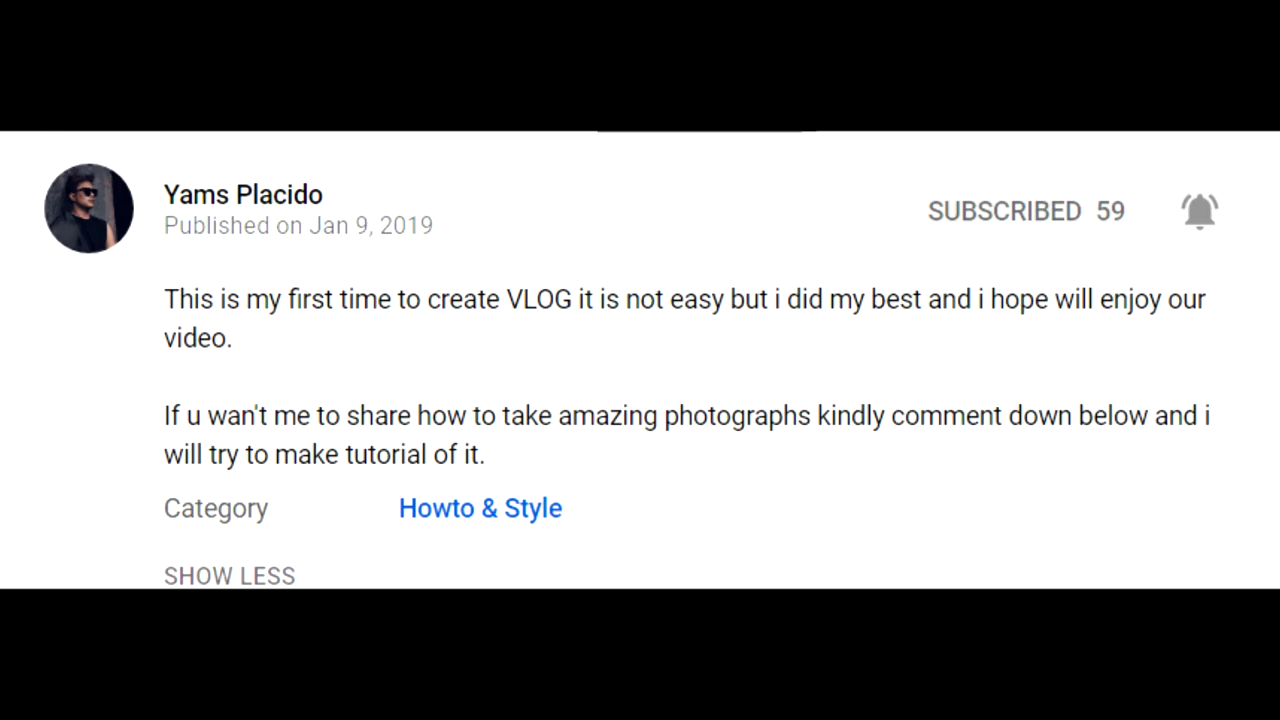 Yams Placido
Published on Jan 9, 2019
SUBSCRIBED 59
This is my first time to create VLOG it is not easy but i did my best and i hope will enjoy our
video.
If u wan't me to share how to take amazing photographs kindly comment down below and i
will try to make tutorial of it.
Category Howto & Style
SHOW LESS